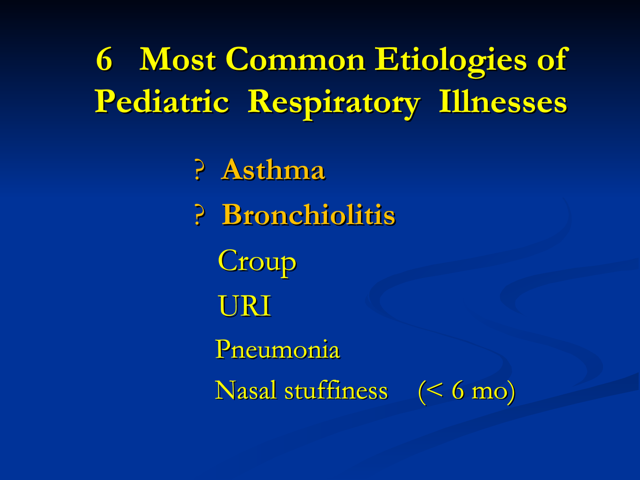 6 Most Common Etiologies of
Pediatric Respiratory Illnesses
? Asthma
? Bronchiolitis
Croup
URI
Pneumonia
Nasal stuffiness (< 6 mo)